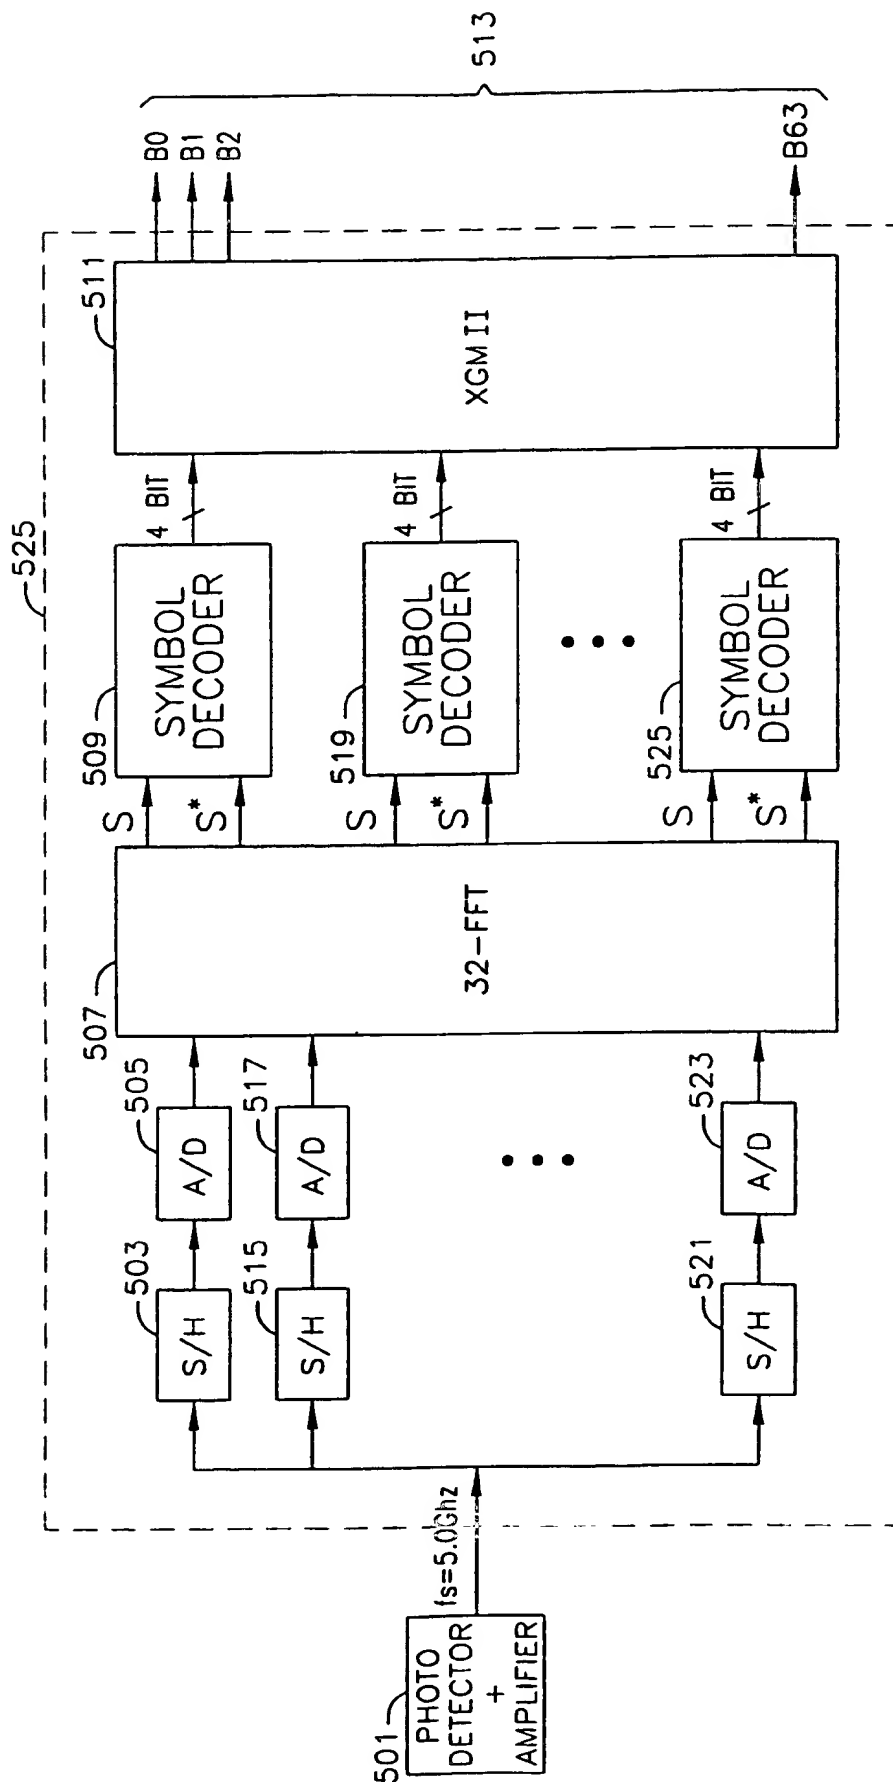 525
501
PHOTO
DETECTOR
+
AMPLIFIER
fs=5.0Ghz
503
S/H
505
A/D
515
S/H
517
A/D
521
S/H
523
A/D
507
32-FFT
S
S*
509
SYMBOL
DECODER
4 BIT
S
S*
519
SYMBOL
DECODER
4 BIT
S
S*
525
SYMBOL
DECODER
4 BIT
511
XGMII
B0
B1
B2
B63
513